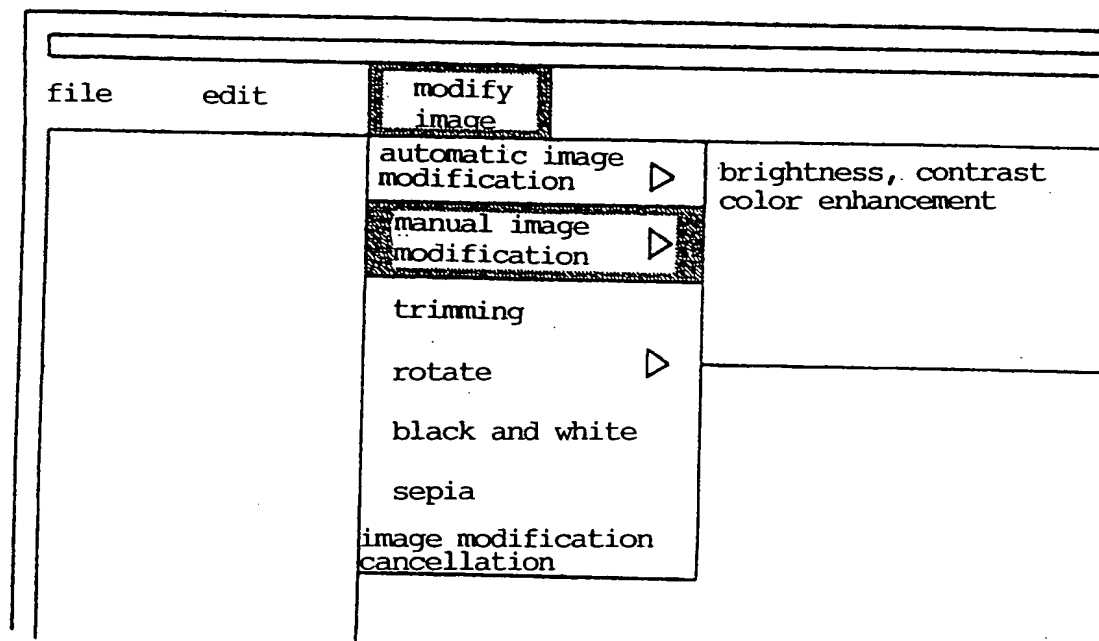 file
edit
modify
image
automatic image
modification
brightness, contrast
color enhancement
manual image
modification
trimming
rotate
black and white
sepia
image modification
cancellation